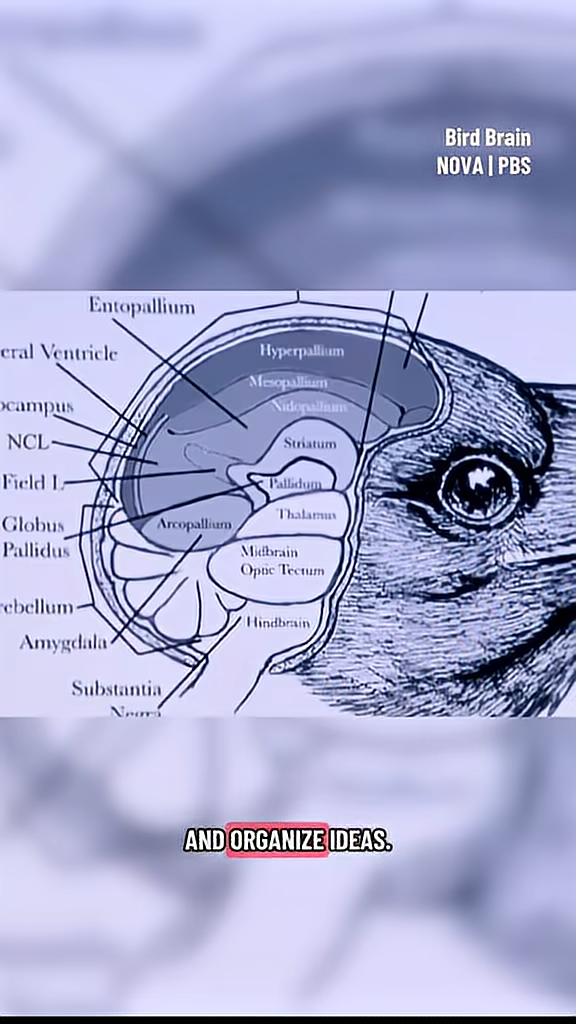 Bird Brain
NOVA | PBS
Entopallium
eral Ventricle
Hyperpallium
Mesopallium
ocampus
Nidopallium
NCL
Striatum
Field L
Pallidum
Globus
Pallidus
Thalamus
Arcopallium
Midbrain
Optic Tectum
rebellum
Hindbrain
Amygdala
Substantia
Negra
AND ORGANIZE IDEAS.